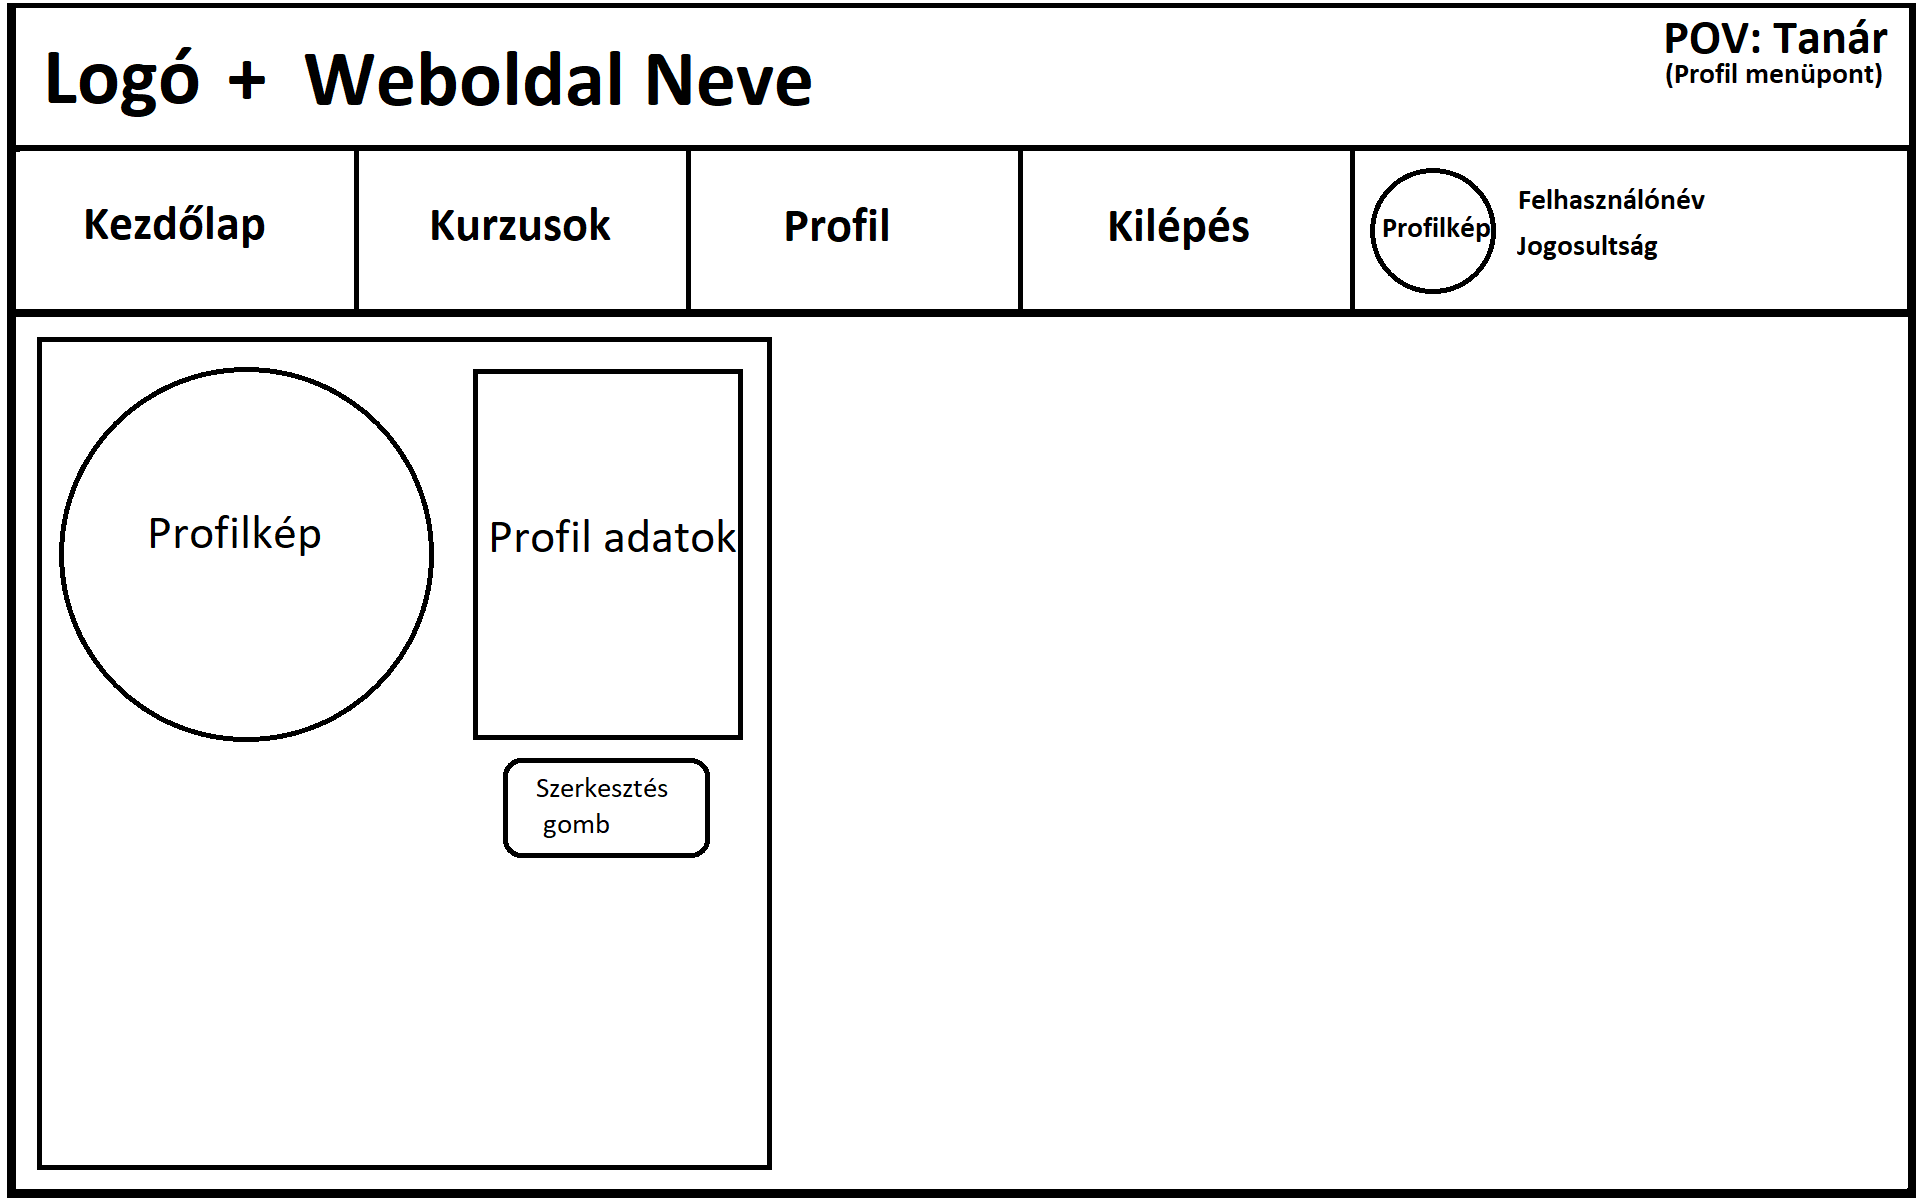 Logó + Weboldal Neve
POV: Tanár
(Profil menüpont)
Kezdőlap
Kurzusok
Profil
Kilépés
Profilkép
Felhasználónév
Jogosultság
Profilkép
Profil adatok
Szerkesztés
gomb